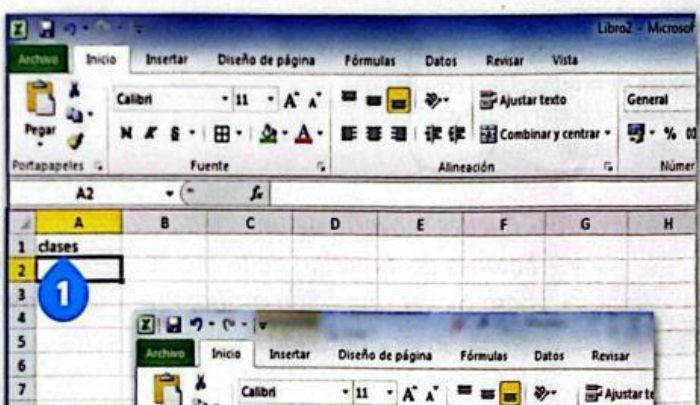 Libro2 - Microsof
Archivo Inicio Insertar Diseño de página Fórmulas Datos Revisar Vista
Calibri 11 A A Ajustar texto General
Pegar N K S A Combinar y centrar % 00
Portapapeles Fuente Alineación Númer
A2 fx
A B C D E F G H
1 clases
2
3 1
4
5
6
7
Archivo Inicio Insertar Diseño de página Fórmulas Datos Revisar
Calibri 11 A A Ajustar te